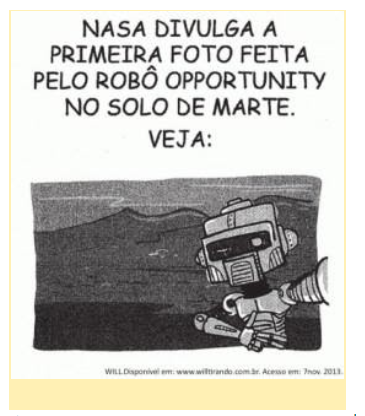 NASA DIVULGA A
PRIMEIRA FOTO FEITA
PELO ROBÔ OPPORTUNITY
NO SOLO DE MARTE.
VEJA:
WILL.Disponível em: www.willtirando.com.br. Acesso em: 7nov. 2013.